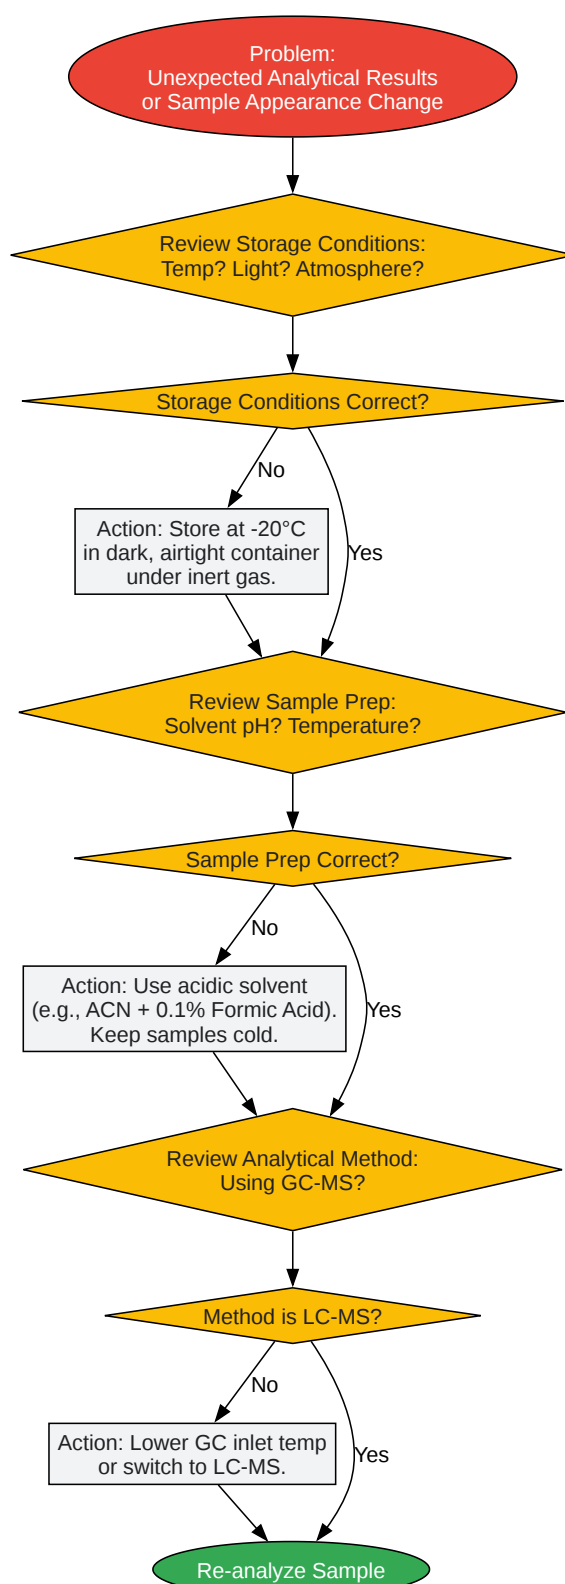 Problem:
Unexpected Analytical Results
or Sample Appearance Change
Review Storage Conditions:
Temp? Light? Atmosphere?
Storage Conditions Correct?
No
Action: Store at -20°C
in dark, airtight container
under inert gas.
Yes
Review Sample Prep:
Solvent pH? Temperature?
Sample Prep Correct?
No
Action: Use acidic solvent
(e.g., ACN + 0.1% Formic Acid).
Keep samples cold.
Yes
Review Analytical Method:
Using GC-MS?
Method is LC-MS?
No
Action: Lower GC inlet temp
or switch to LC-MS.
Yes
Re-analyze Sample